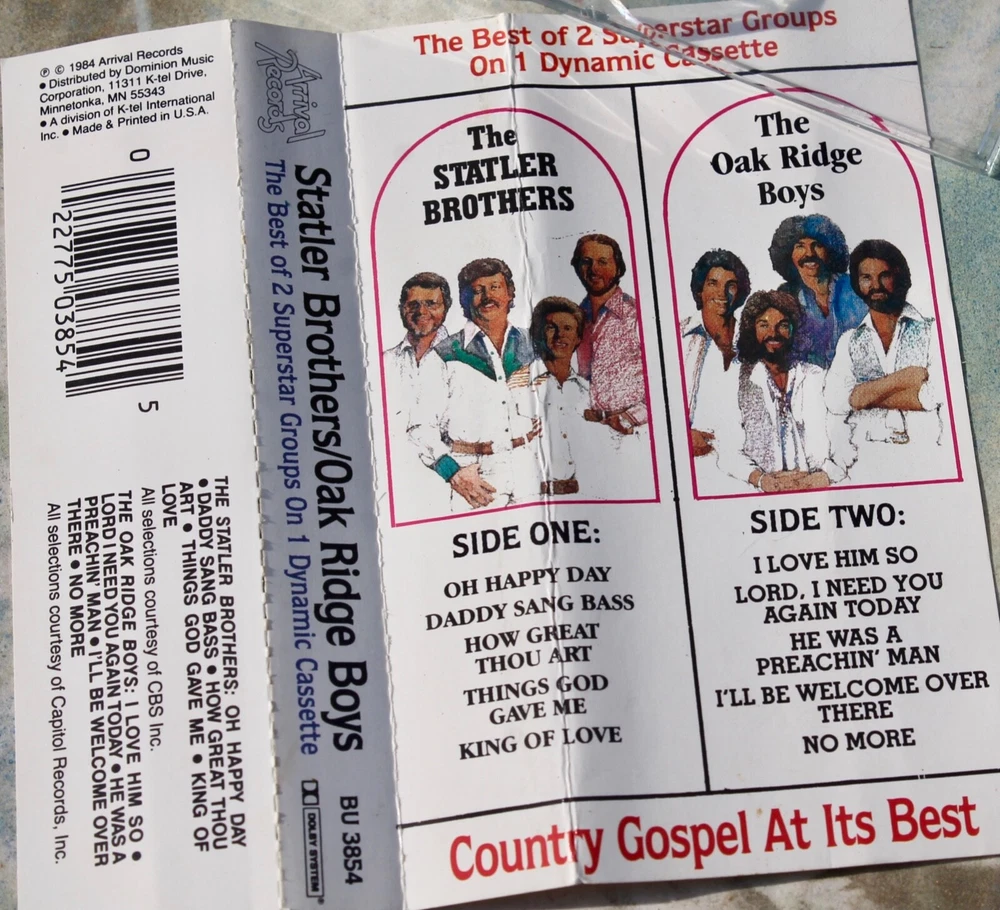 ℗ © 1984 Arrival Records
• Distributed by Dominion Music
Corporation, 11311 K-tel Drive,
Minnetonka, MN 55343
• A division of K-tel International
Inc. • Made & Printed in U.S.A.
0 22775 03854 5
THE STATLER BROTHERS: OH HAPPY DAY
• DADDY SANG BASS • HOW GREAT THOU
ART • THINGS GOD GAVE ME • KING OF
LOVE
All selections courtesy of CBS Inc.
THE OAK RIDGE BOYS: I LOVE HIM SO •
LORD I NEED YOU AGAIN TODAY • HE WAS A
PREACHIN' MAN • I'LL BE WELCOME OVER
THERE • NO MORE
All selections courtesy of Capitol Records, Inc.
Arrival
Records
Statler Brothers/Oak Ridge Boys
The Best of 2 Superstar Groups On 1 Dynamic Cassette
BU 3854
DOLBY SYSTEM®
The Best of 2 Superstar Groups
On 1 Dynamic Cassette
The
STATLER
BROTHERS
SIDE ONE:
OH HAPPY DAY
DADDY SANG BASS
HOW GREAT
THOU ART
THINGS GOD
GAVE ME
KING OF LOVE
The
Oak Ridge
Boys
SIDE TWO:
I LOVE HIM SO
LORD, I NEED YOU
AGAIN TODAY
HE WAS A
PREACHIN' MAN
I'LL BE WELCOME OVER
THERE
NO MORE
Country Gospel At Its Best